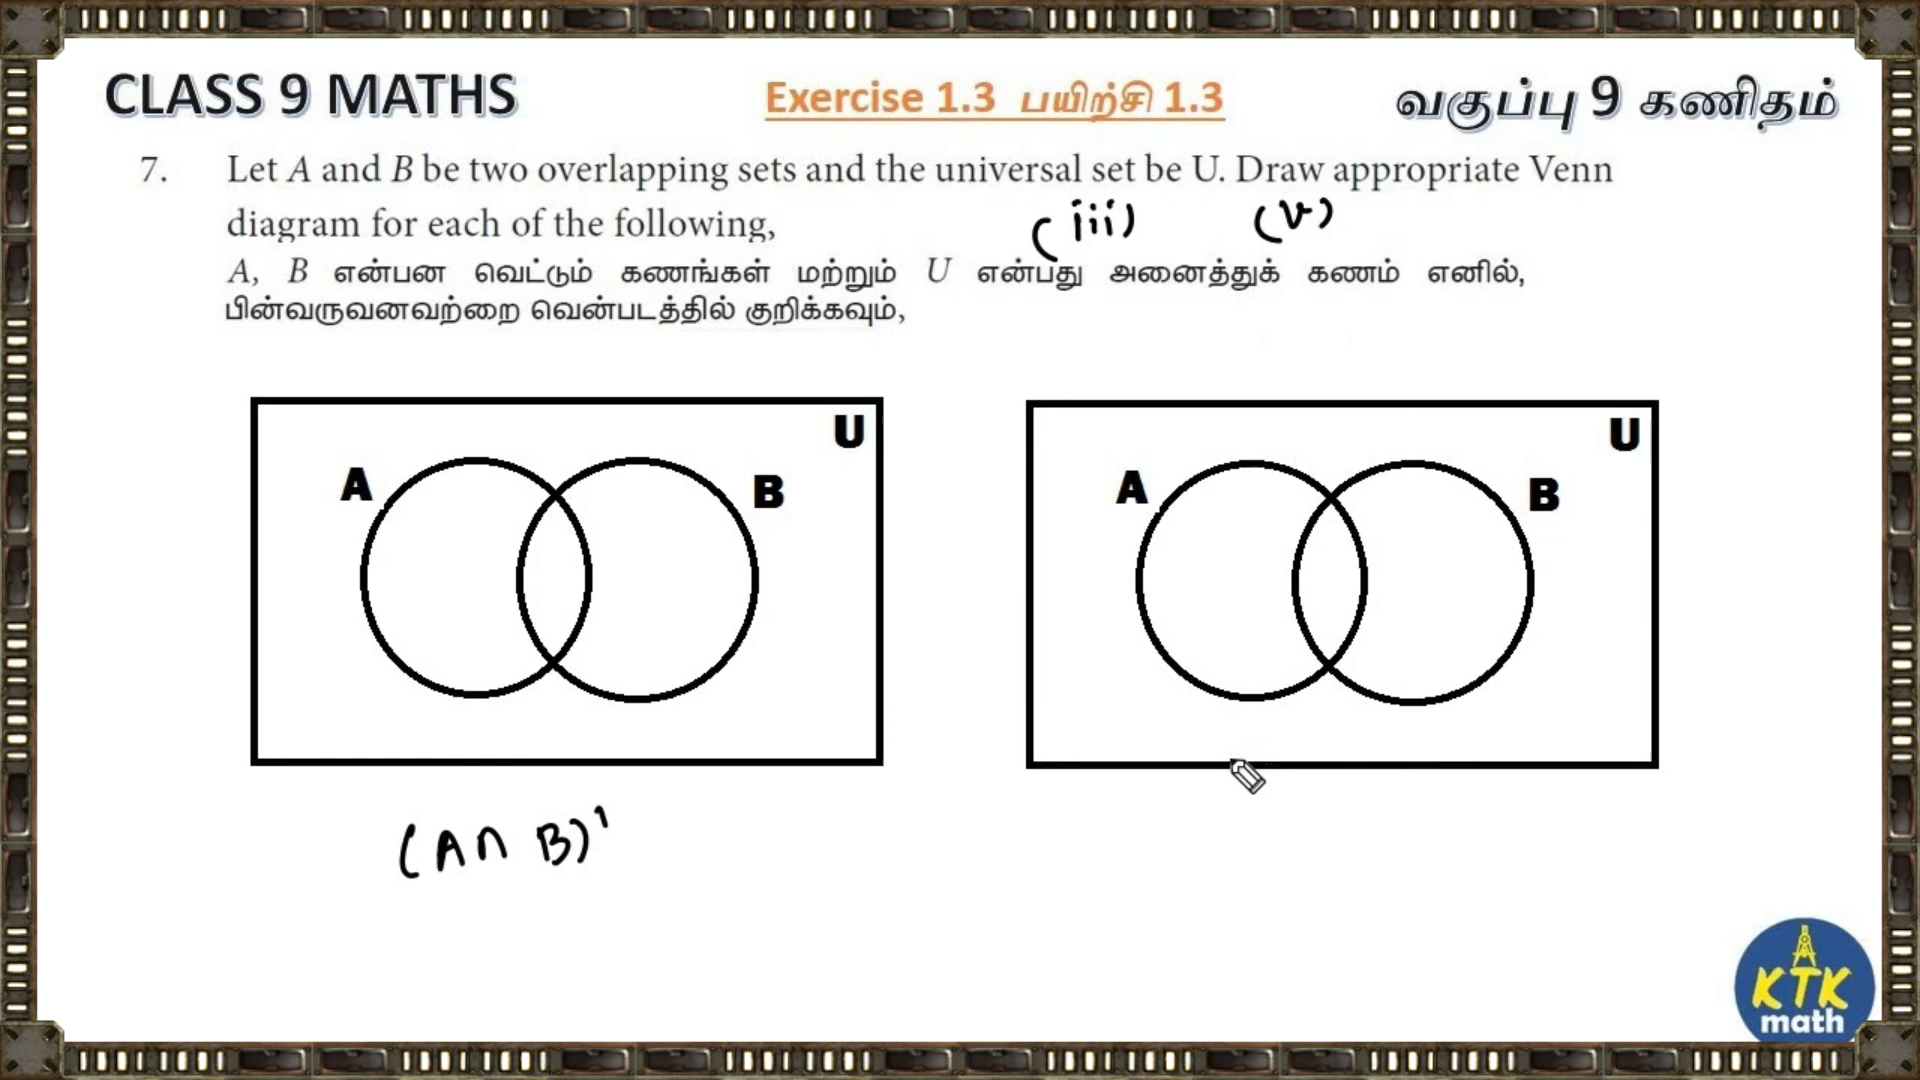 CLASS 9 MATHS
Exercise 1.3 பயிற்சி 1.3
வகுப்பு 9 கணிதம்
7. Let A and B be two overlapping sets and the universal set be U. Draw appropriate Venn
diagram for each of the following,
(iii) (v)
A, B என்பன வெட்டும் கணங்கள் மற்றும் U என்பது அனைத்துக் கணம் எனில்,
பின்வருவனவற்றை வென்படத்தில் குறிக்கவும்,
U
A
B
U
A
B
(A∩ B)'
KTK
math